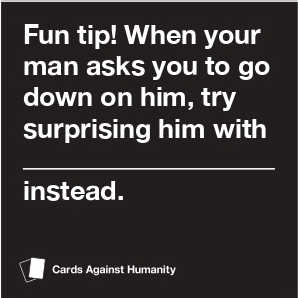 Fun tip! When your
man asks you to go
down on him, try
surprising him with
____________________
instead.
Cards Against Humanity